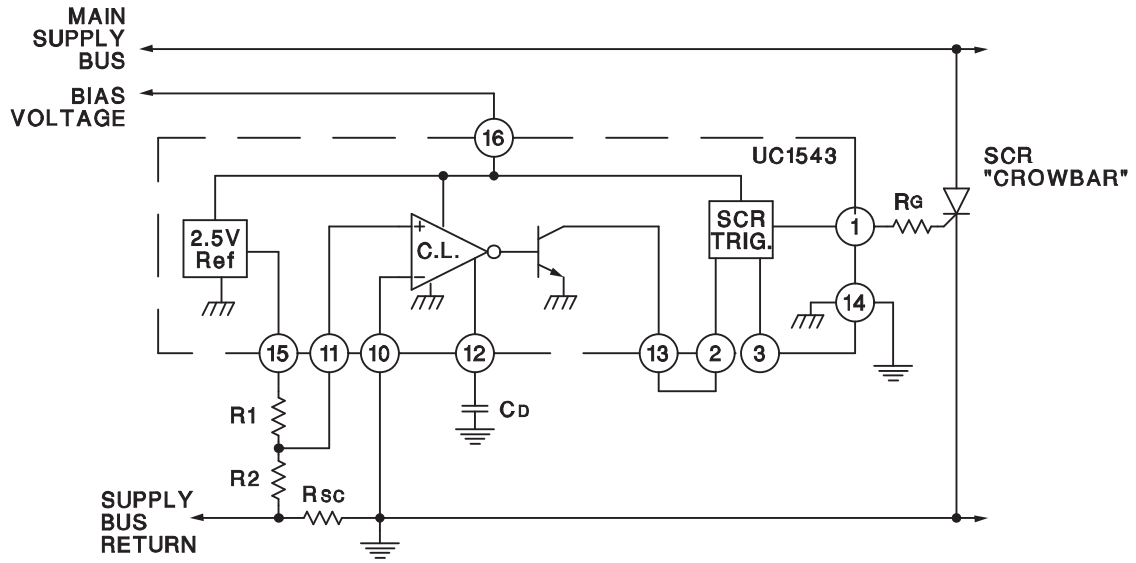 MAIN
SUPPLY
BUS
BIAS
VOLTAGE
16
UC1543
SCR
"CROWBAR"
2.5V
Ref
+
C.L.
−
SCR
TRIG.
1
RG
14
15
11
10
12
13
2
3
R1
CD
R2
RSC
SUPPLY
BUS
RETURN